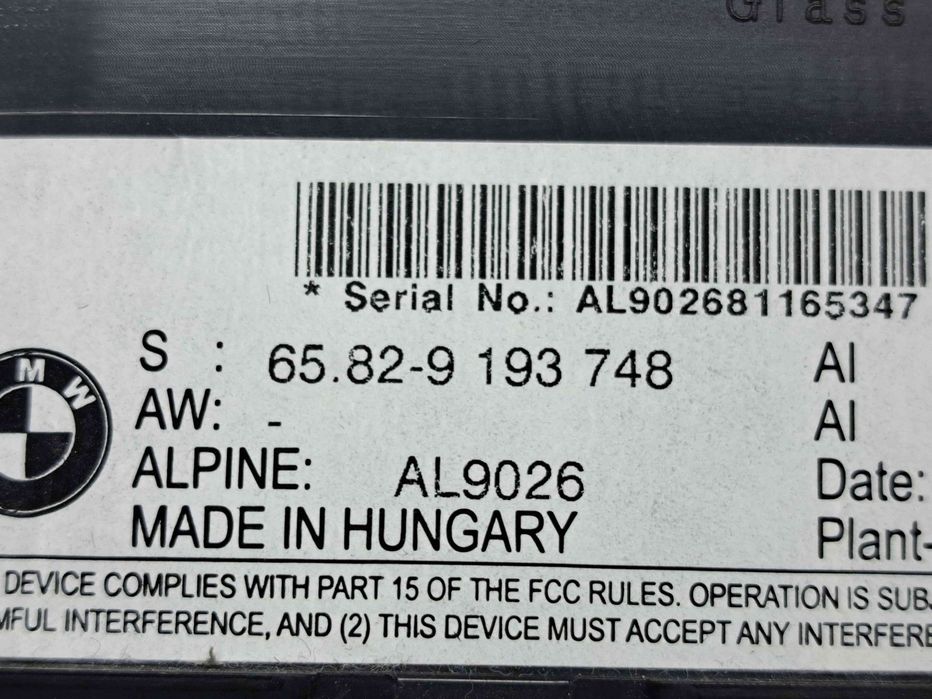 Glass
* Serial No.: AL902681165347
S : 65.82-9 193 748 AI
AW: - AI
ALPINE: AL9026 Date:
MADE IN HUNGARY Plant-
DEVICE COMPLIES WITH PART 15 OF THE FCC RULES. OPERATION IS SUBJ
MFUL INTERFERENCE, AND (2) THIS DEVICE MUST ACCEPT ANY INTERFERE
BMW